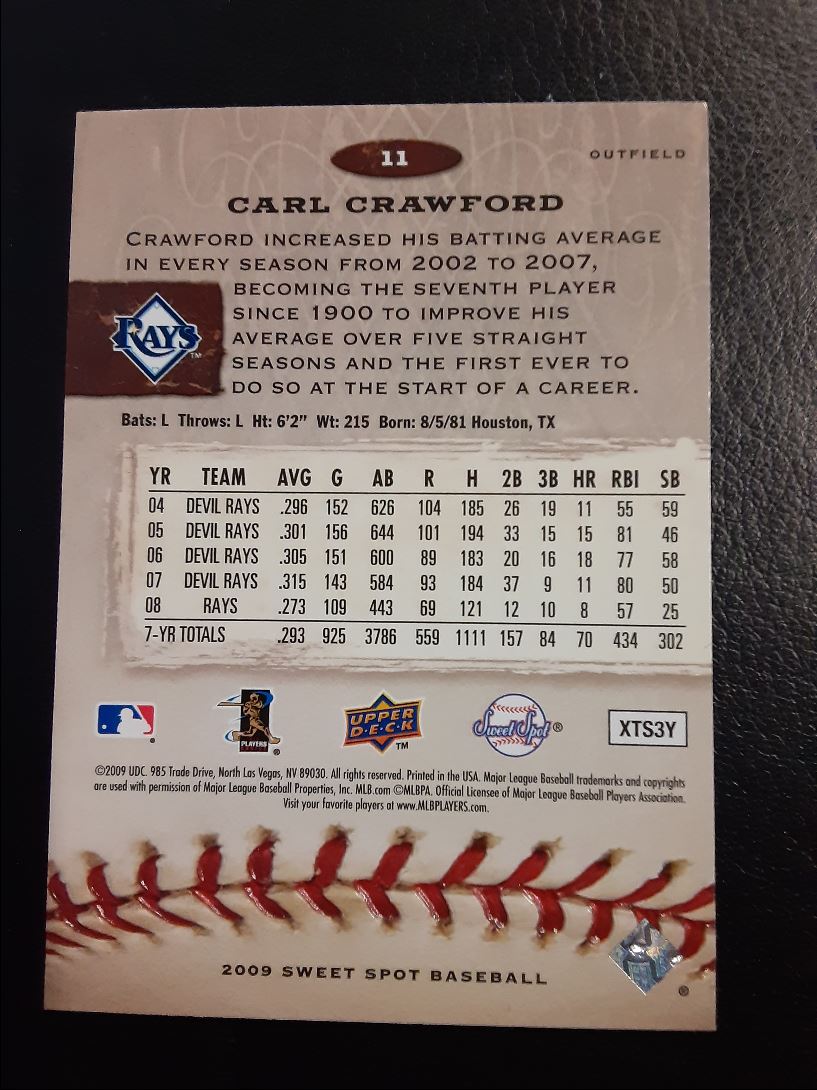 11
OUTFIELD
CARL CRAWFORD
CRAWFORD INCREASED HIS BATTING AVERAGE
IN EVERY SEASON FROM 2002 TO 2007,
BECOMING THE SEVENTH PLAYER
SINCE 1900 TO IMPROVE HIS
AVERAGE OVER FIVE STRAIGHT
SEASONS AND THE FIRST EVER TO
DO SO AT THE START OF A CAREER.
RAYS TM
Bats: L Throws: L Ht: 6'2" Wt: 215 Born: 8/5/81 Houston, TX
YR TEAM AVG G AB R H 2B 3B HR RBI SB
04 DEVIL RAYS .296 152 626 104 185 26 19 11 55 59
05 DEVIL RAYS .301 156 644 101 194 33 15 15 81 46
06 DEVIL RAYS .305 151 600 89 183 20 16 18 77 58
07 DEVIL RAYS .315 143 584 93 184 37 9 11 80 50
08 RAYS .273 109 443 69 121 12 10 8 57 25
7-YR TOTALS .293 925 3786 559 1111 157 84 70 434 302
PLAYERS ®
UPPER
D·E·C·K
TM
Sweet Spot ®
XTS3Y
©2009 UDC. 985 Trade Drive, North Las Vegas, NV 89030. All rights reserved. Printed in the USA. Major League Baseball trademarks and copyrights
are used with permission of Major League Baseball Properties, Inc. MLB.com ©MLBPA. Official Licensee of Major League Baseball Players Association.
Visit your favorite players at www.MLBPLAYERS.com.
2009 SWEET SPOT BASEBALL
®